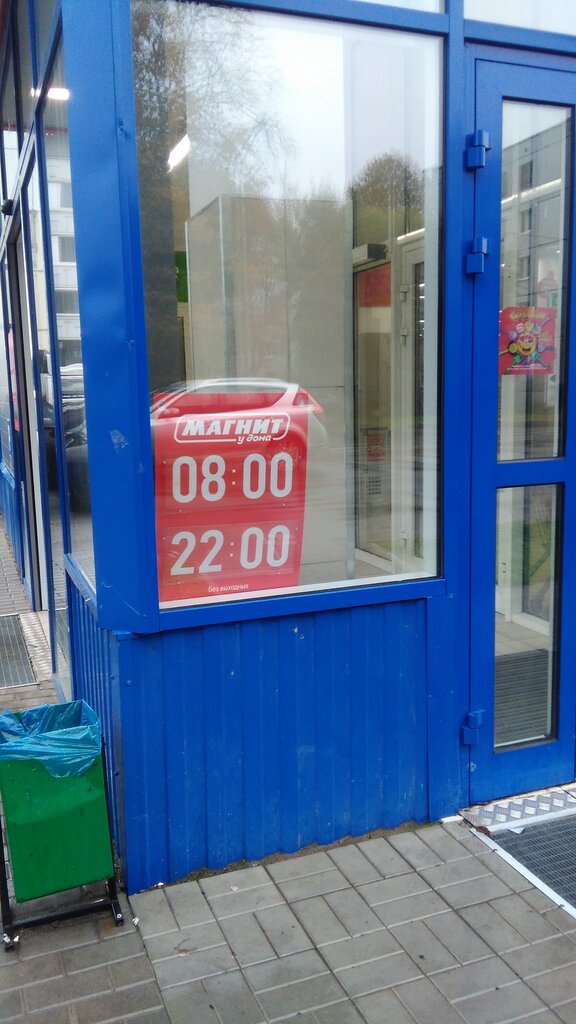 МАГНИТ
у дома
08:00
22:00
Без выходных